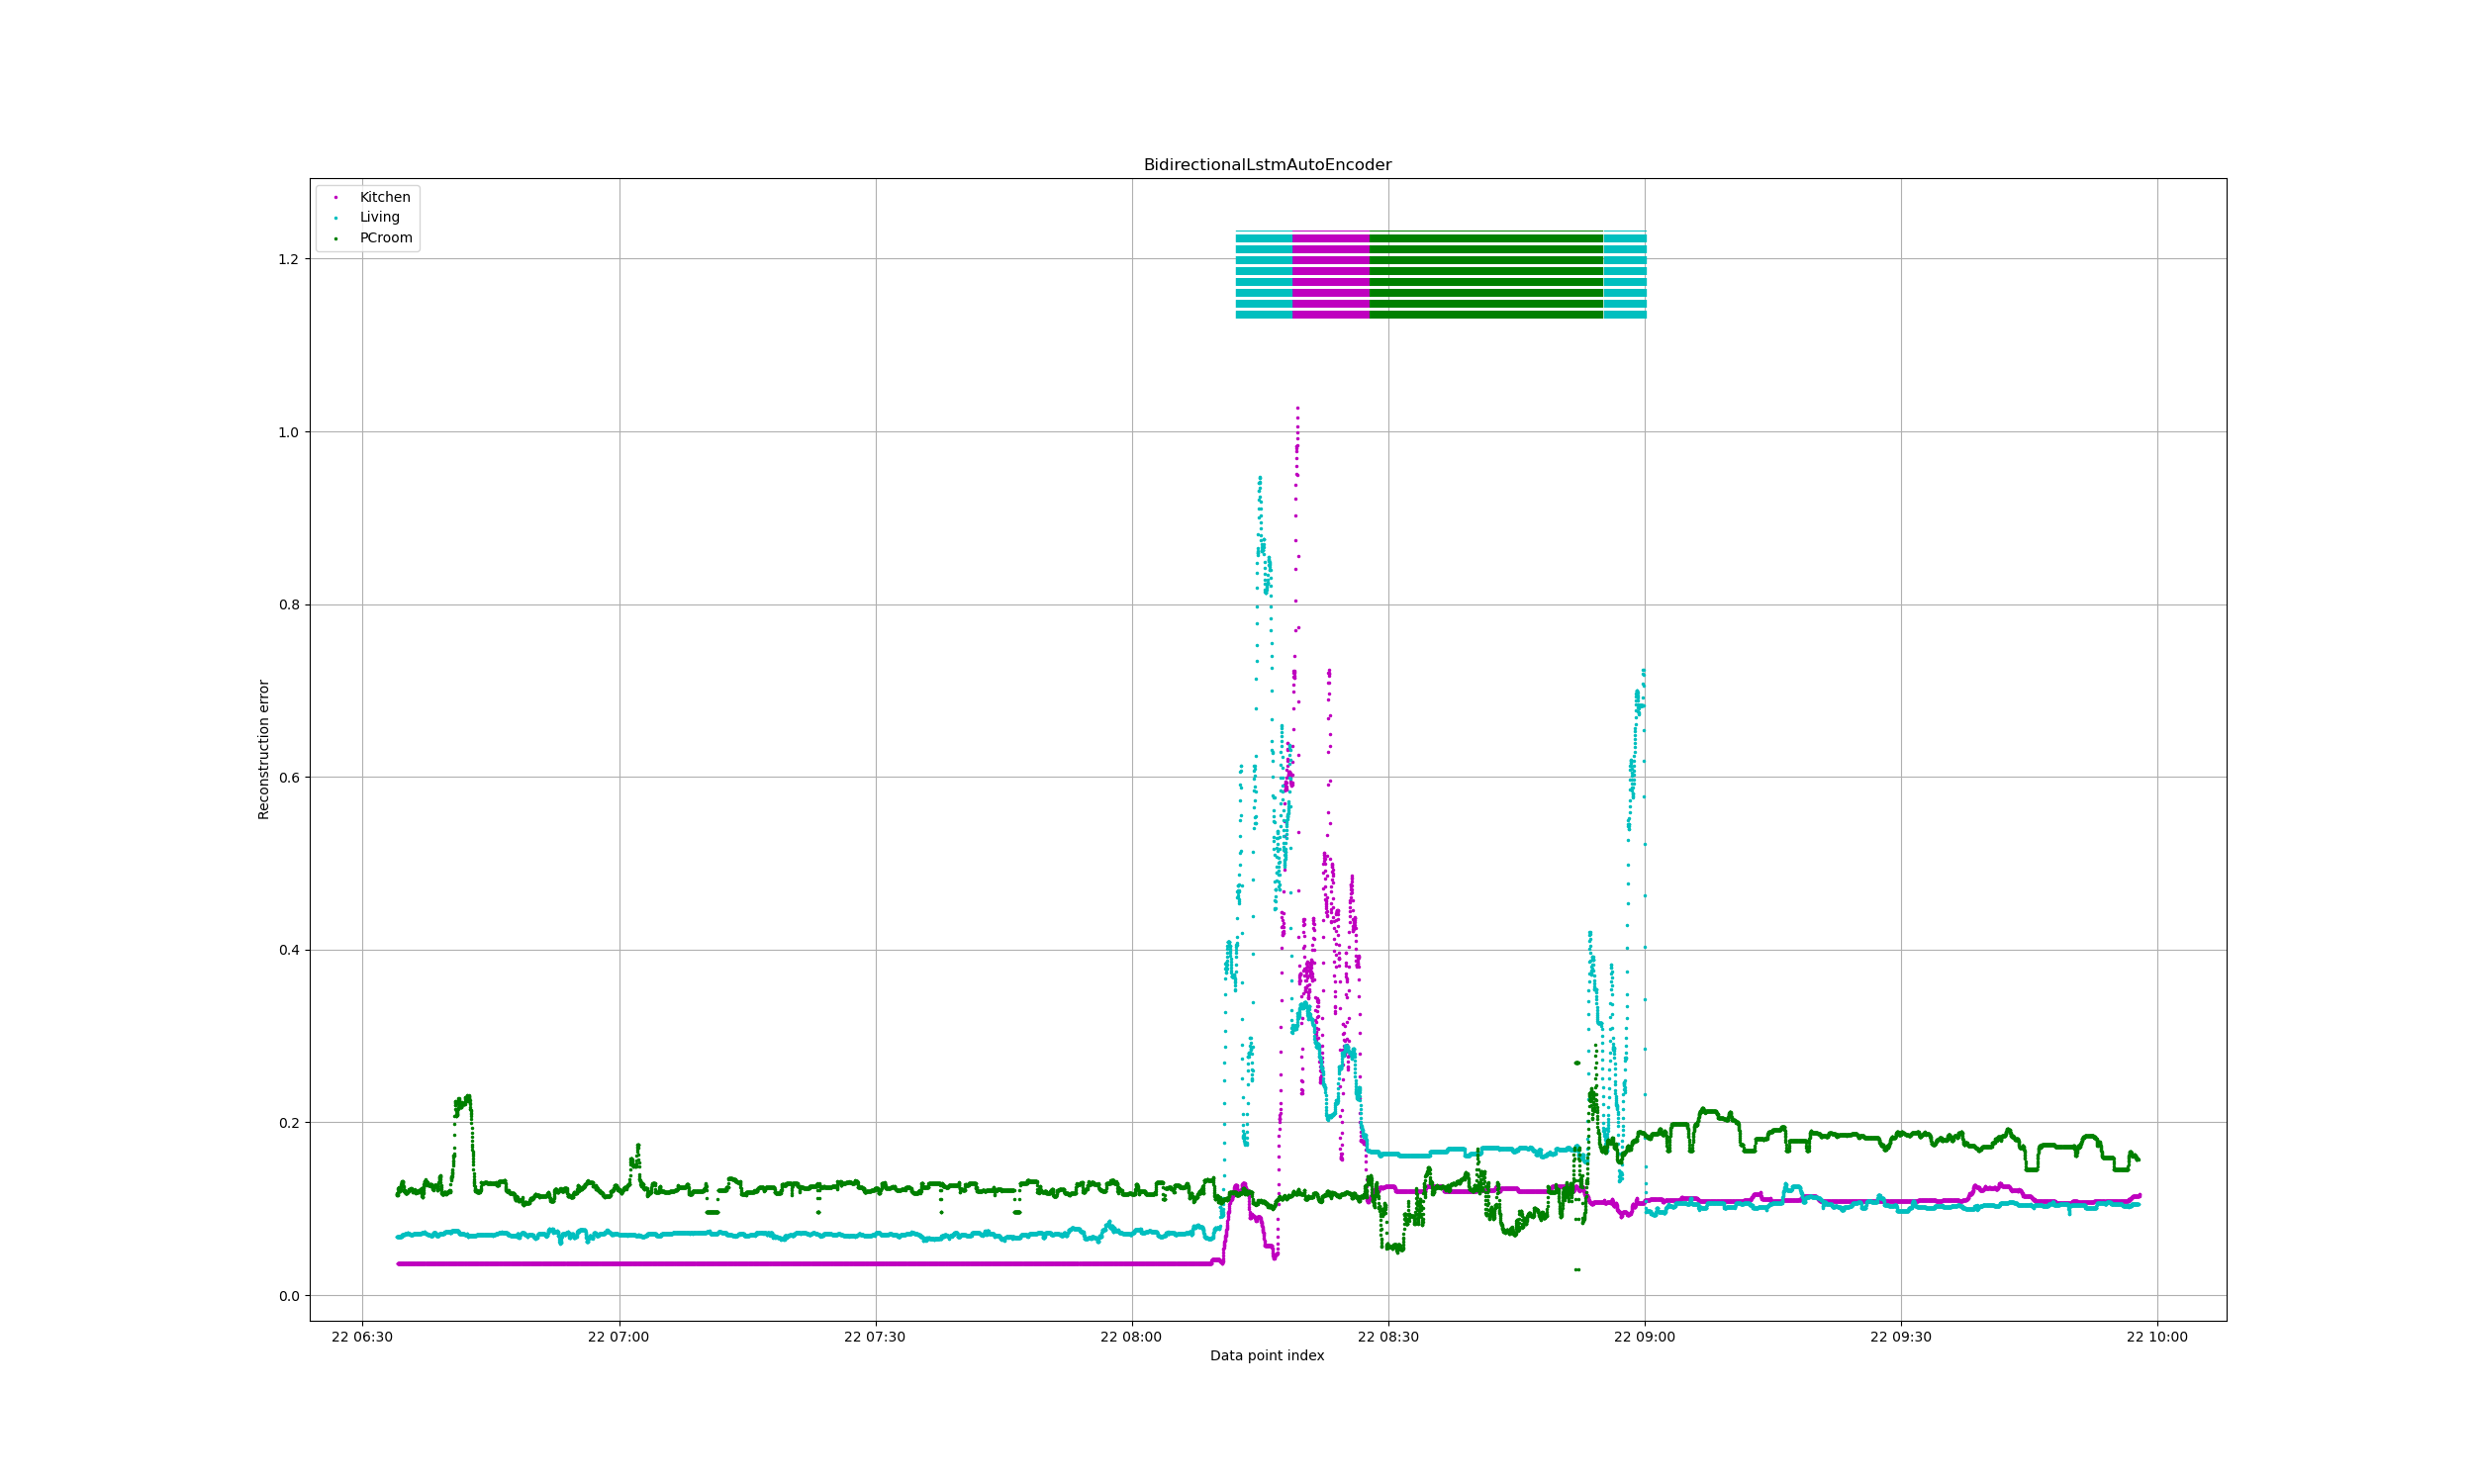 BidirectionalLstmAutoEncoder
Kitchen
Living
PCroom
1.2
1.0
0.8
0.6
0.4
0.2
0.0
Reconstruction error
22 06:30 22 07:00 22 07:30 22 08:00 22 08:30 22 09:00 22 09:30 22 10:00
Data point index